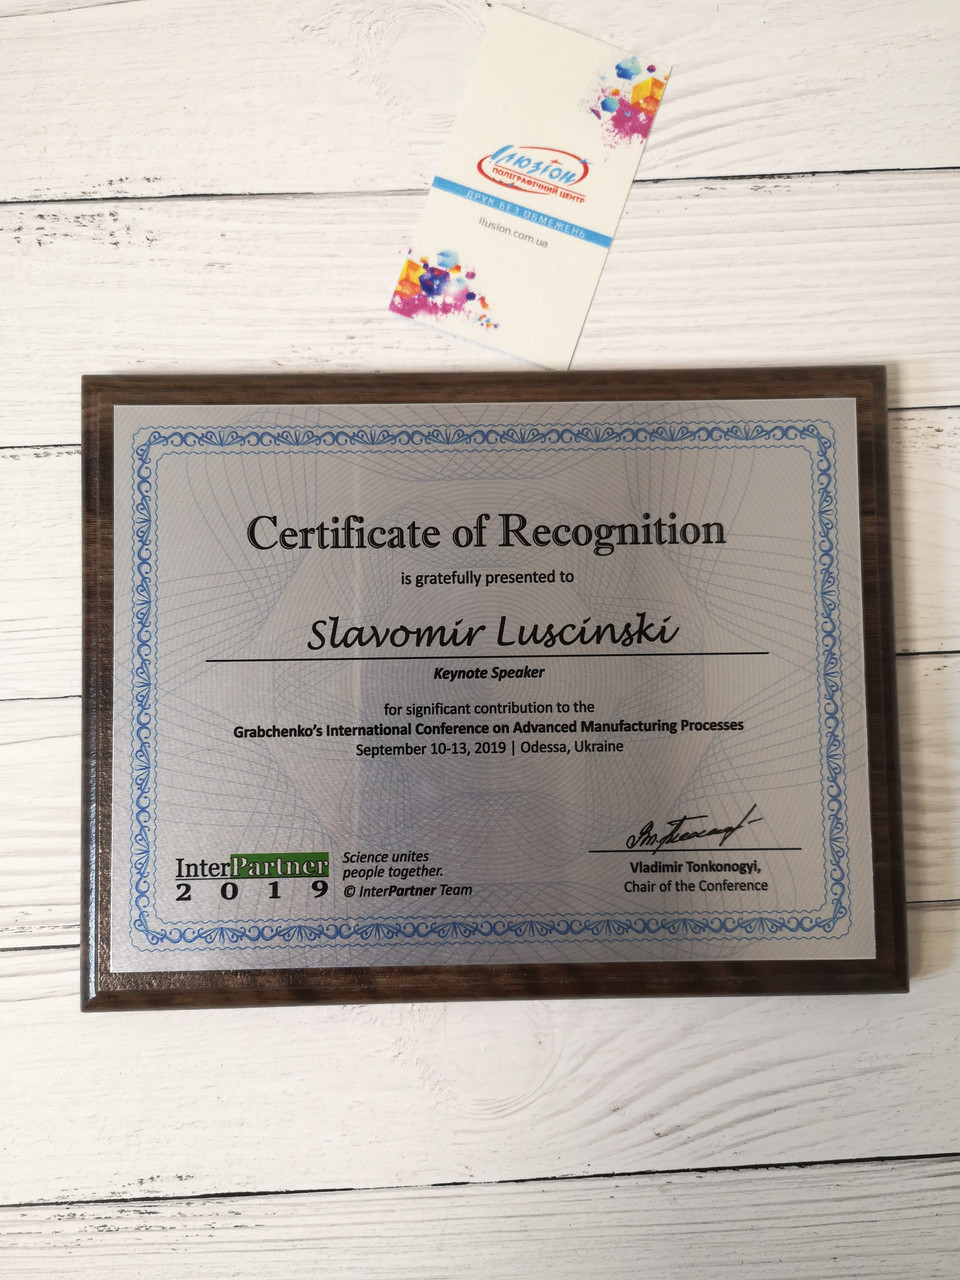 Ілюзіон
ПОЛІГРАФІЧНИЙ ЦЕНТР
ДРУК БЕЗ ОБМЕЖЕНЬ
ilusion.com.ua
Certificate of Recognition
is gratefully presented to
Slavomir Luscinski
Keynote Speaker
for significant contribution to the
Grabchenko's International Conference on Advanced Manufacturing Processes
September 10-13, 2019 | Odessa, Ukraine
InterPartner
2019
Science unites
people together.
© InterPartner Team
Vladimir Tonkonogyi,
Chair of the Conference